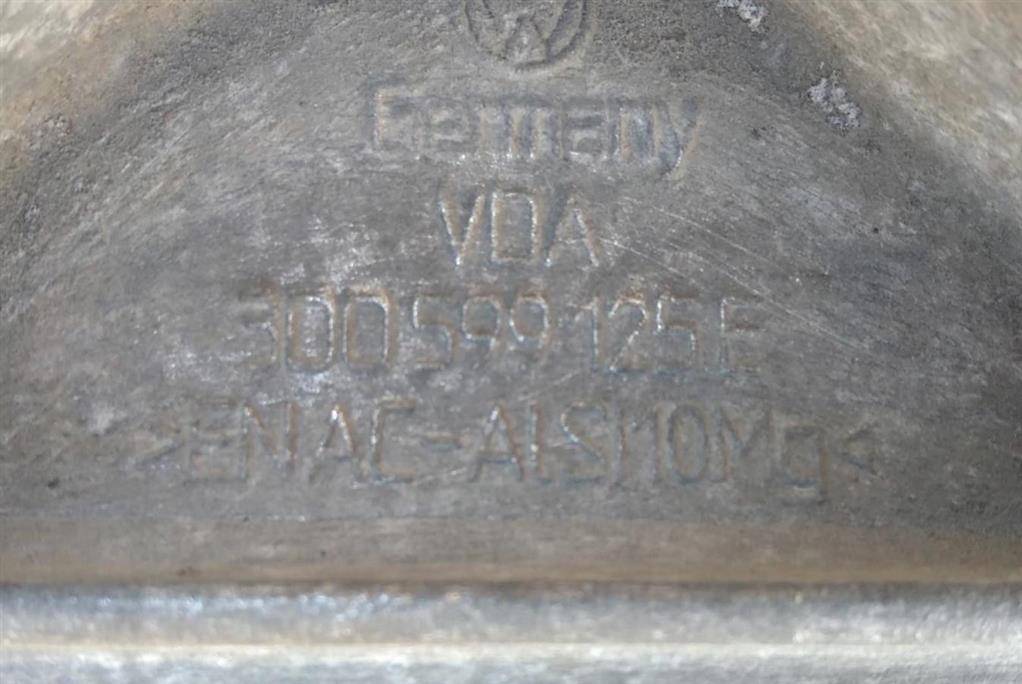 Germany
VDA
3D0 599 125 E
>EN AC-AlSi10Mg<